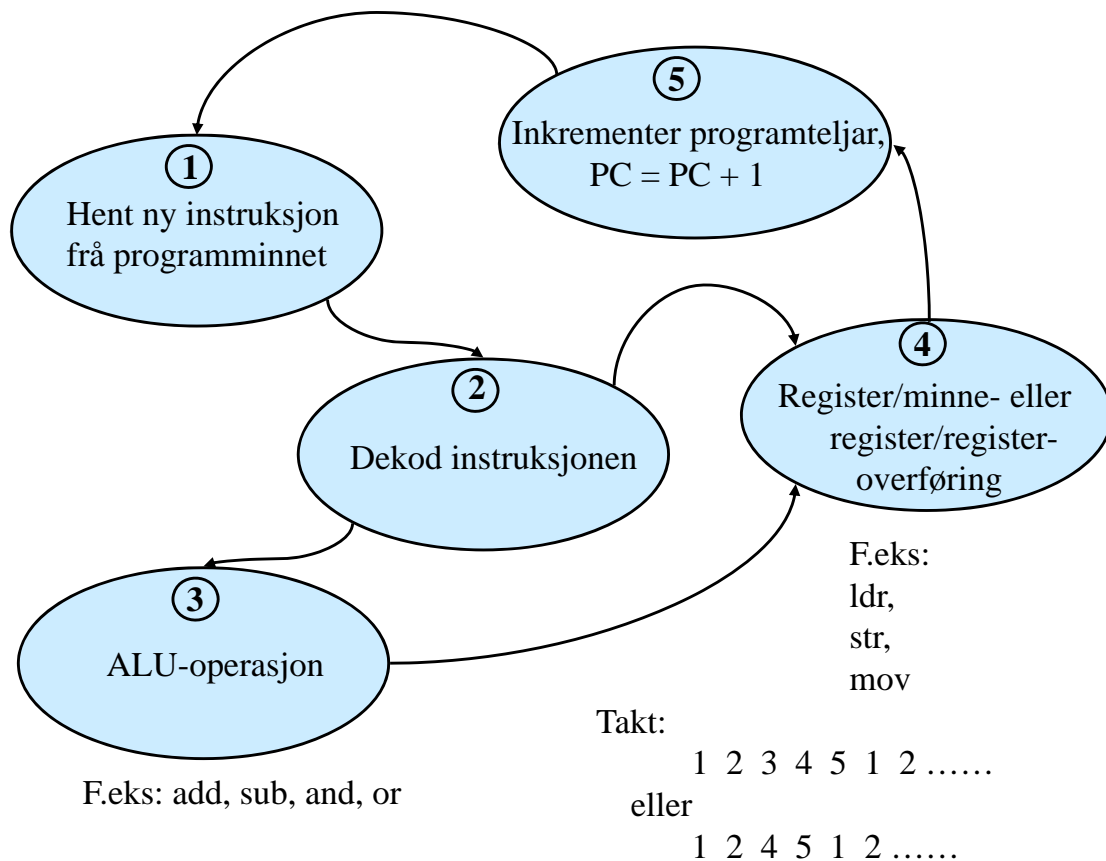 1
Hent ny instruksjon
frå programminnet
2
Dekod instruksjonen
3
ALU-operasjon
F.eks: add, sub, and, or
4
Register/minne- eller
register/register-
overføring
F.eks:
ldr,
str,
mov
5
Inkrementer programteljar,
PC = PC + 1
Takt:
1 2 3 4 5 1 2 ......
eller
1 2 4 5 1 2 ......